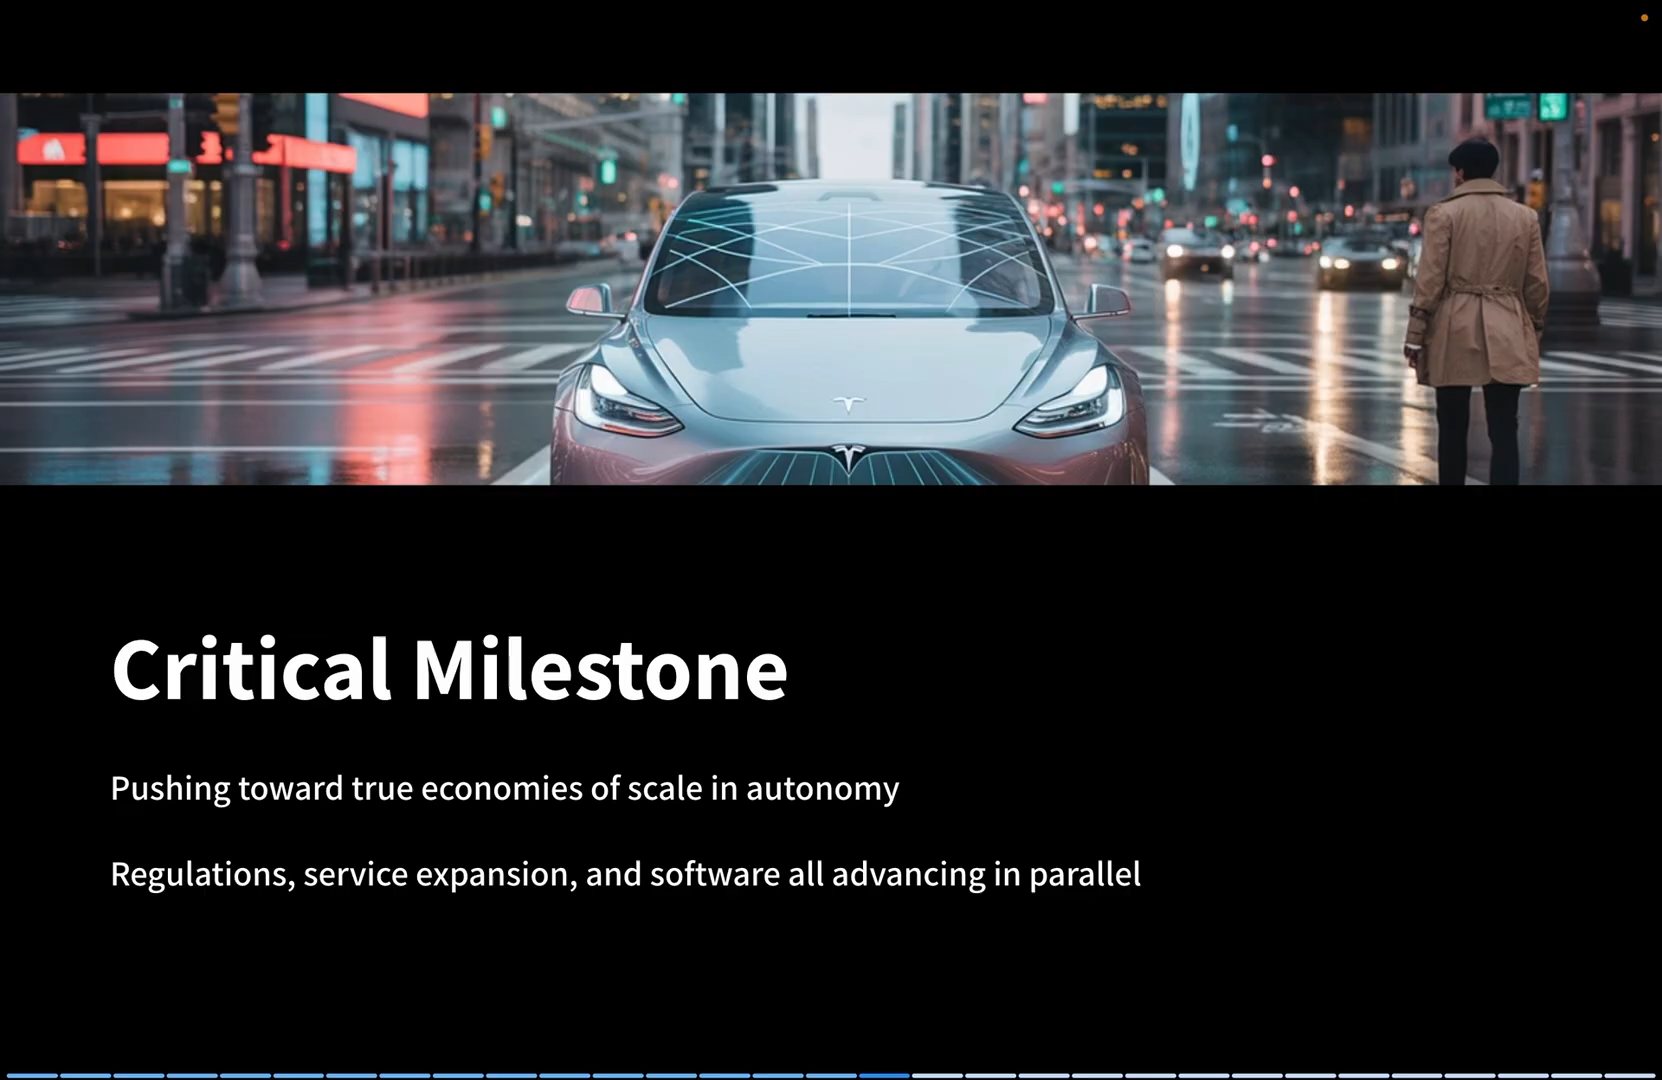 Critical Milestone
Pushing toward true economies of scale in autonomy
Regulations, service expansion, and software all advancing in parallel